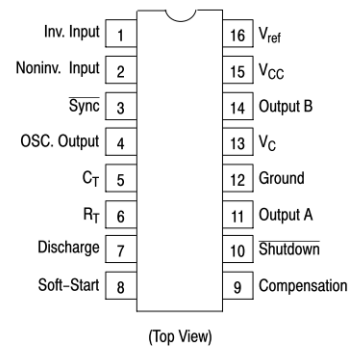 Inv. Input 1 16 Vref
Noninv. Input 2 15 VCC
Sync 3 14 Output B
OSC. Output 4 13 VC
CT 5 12 Ground
RT 6 11 Output A
Discharge 7 10 Shutdown
Soft-Start 8 9 Compensation
(Top View)